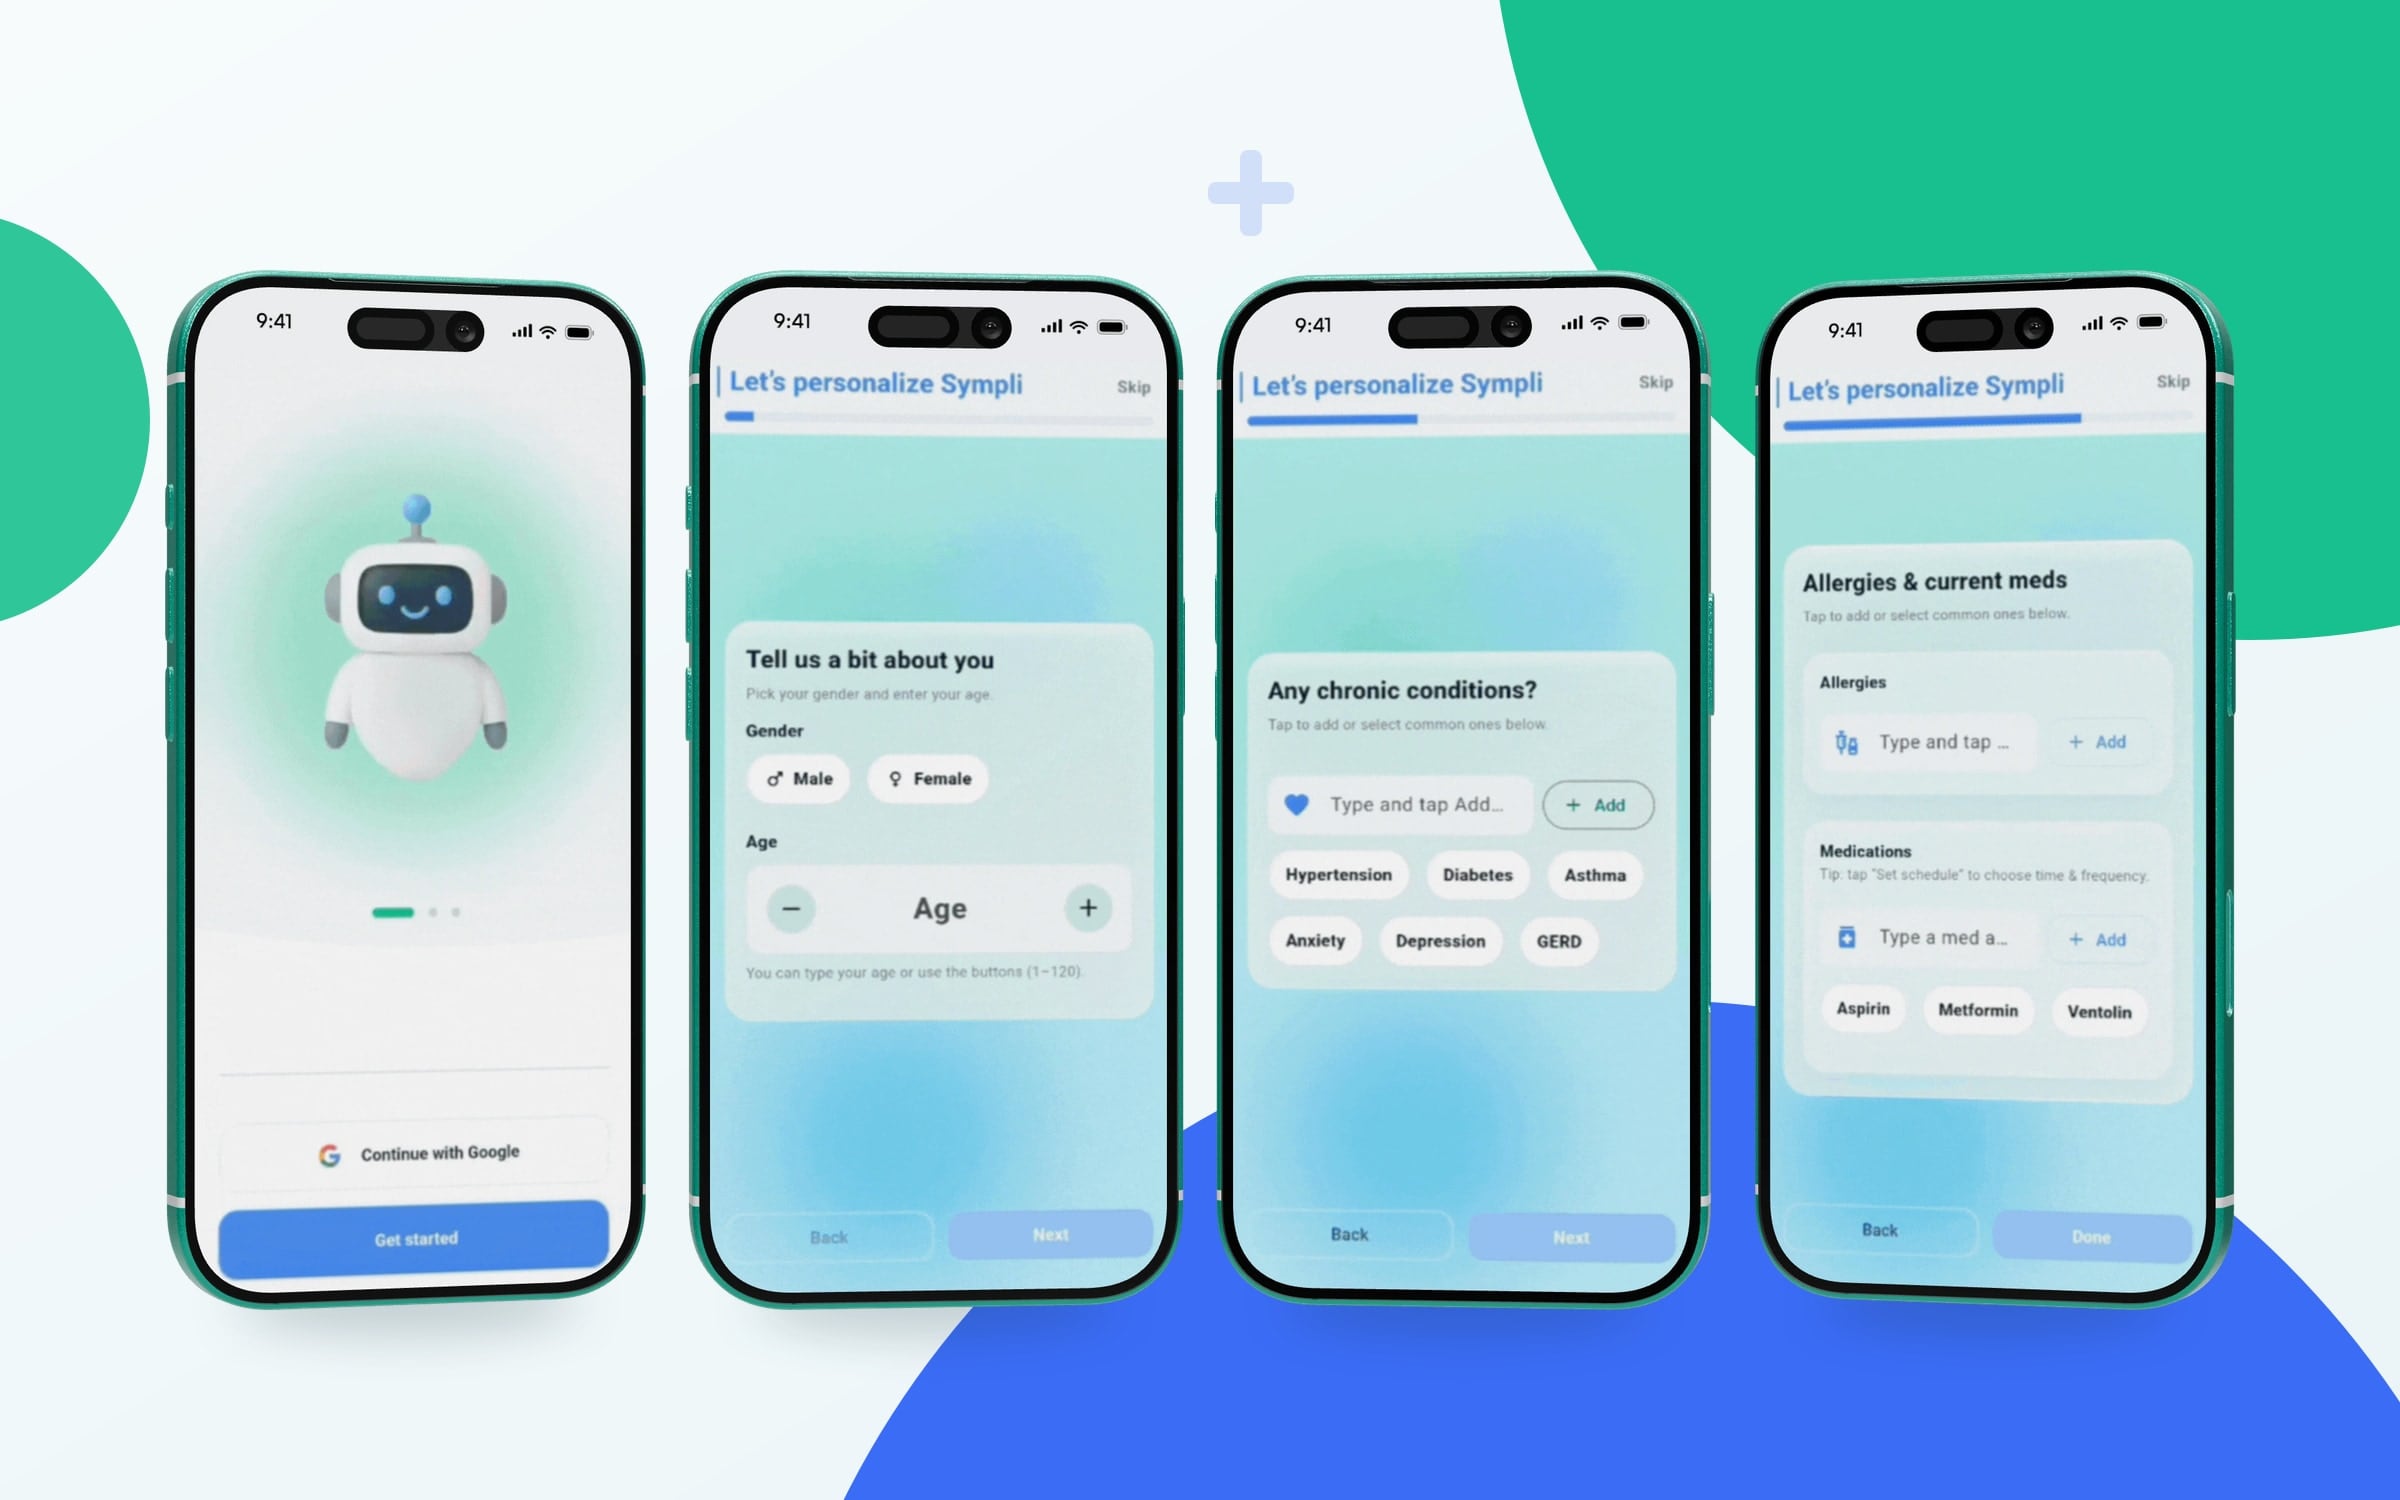 9:41
Continue with Google
Get started
9:41
Let's personalize Sympli
Skip
Tell us a bit about you
Pick your gender and enter your age.
Gender
Male
Female
Age
− Age +
You can type your age or use the buttons (1–120).
Back
Next
9:41
Let's personalize Sympli
Skip
Any chronic conditions?
Tap to add or select common ones below.
Type and tap Add...
+ Add
Hypertension
Diabetes
Asthma
Anxiety
Depression
GERD
Back
Next
9:41
Let's personalize Sympli
Skip
Allergies & current meds
Tap to add or select common ones below.
Allergies
Type and tap ...
+ Add
Medications
Tip: tap "Set schedule" to choose time & frequency.
Type a med a...
+ Add
Aspirin
Metformin
Ventolin
Back
Done